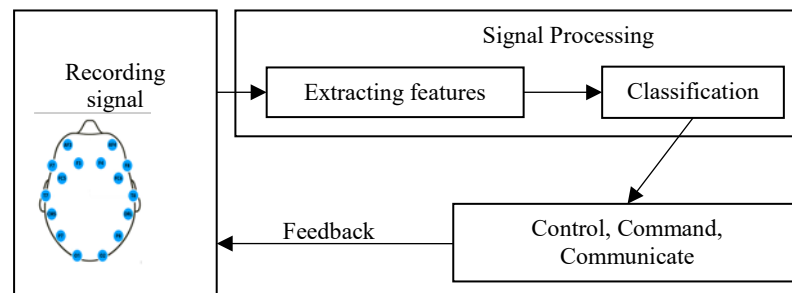 Signal Processing
Recording
signal
Extracting features
Classification
Feedback
Control, Command,
Communicate